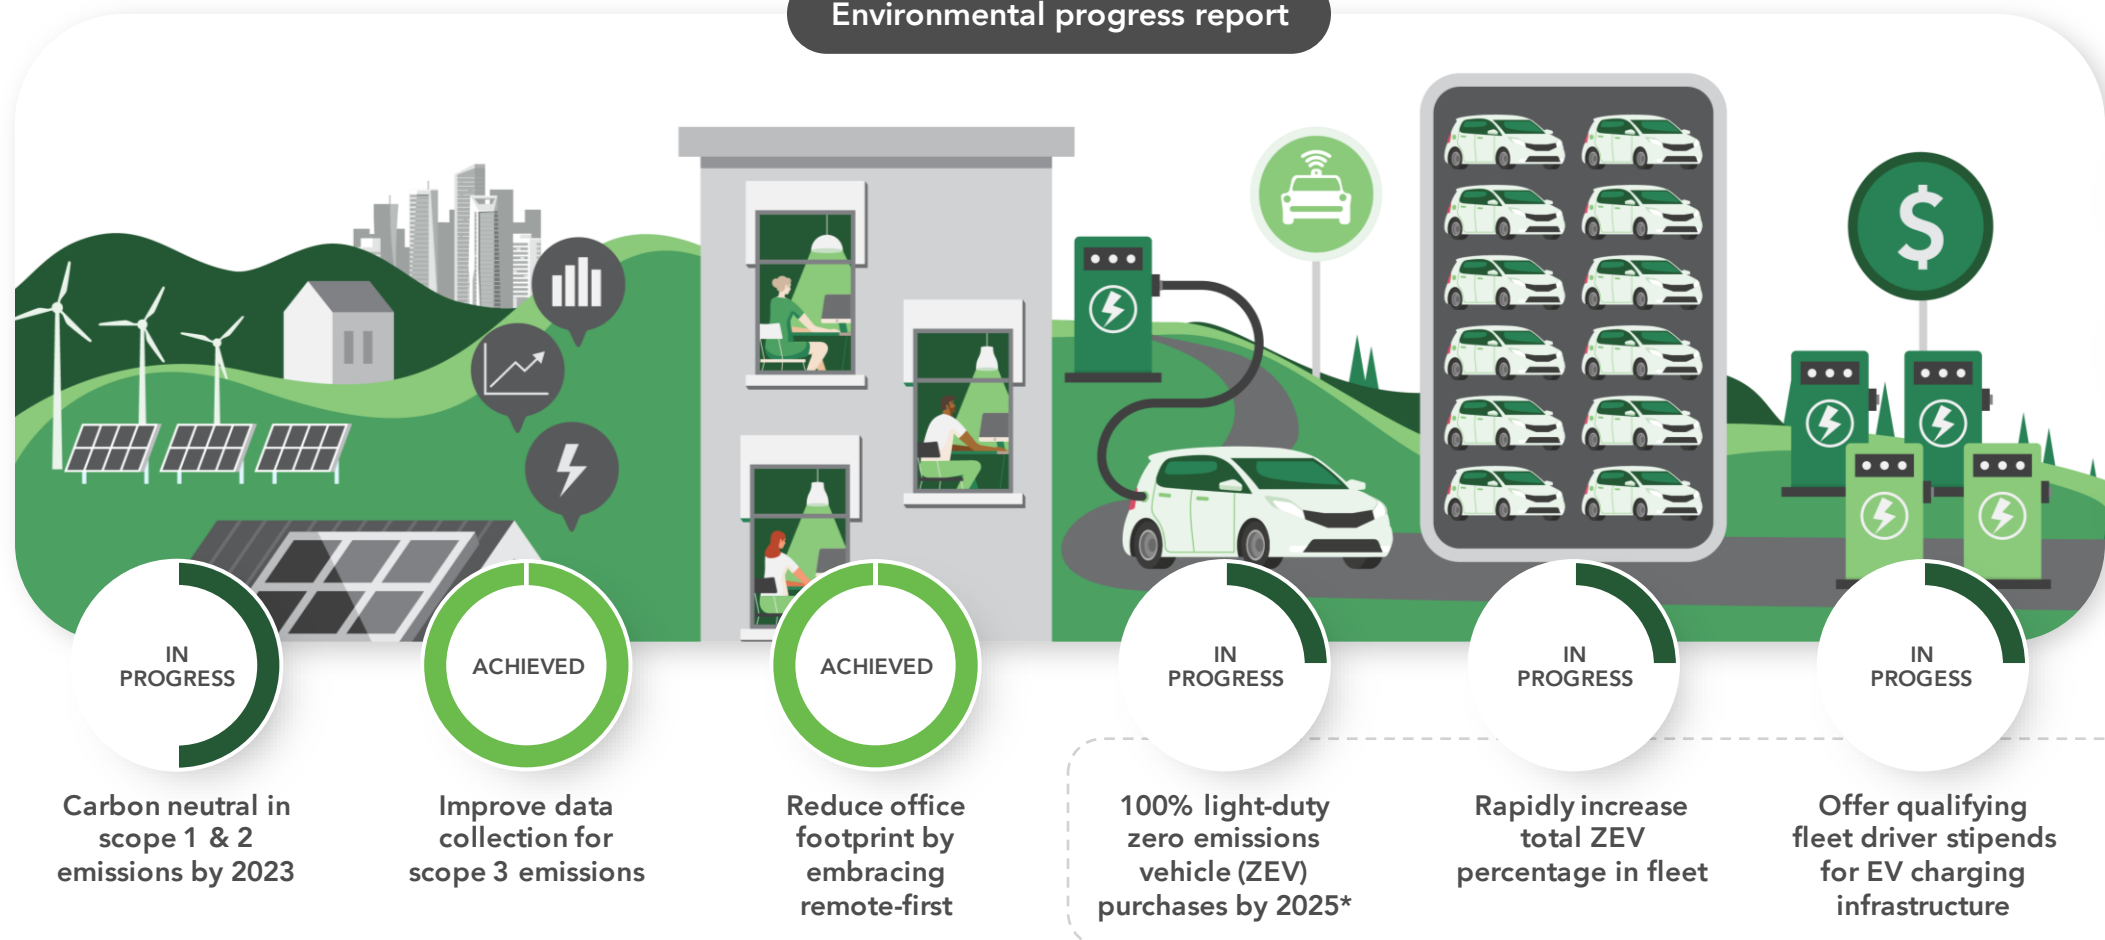 Environmental progress report
IN
PROGRESS
ACHIEVED
ACHIEVED
IN
PROGRESS
IN
PROGRESS
IN
PROGESS
Carbon neutral in
scope 1 & 2
emissions by 2023
Improve data
collection for
scope 3 emissions
Reduce office
footprint by
embracing
remote-first
100% light-duty
zero emissions
vehicle (ZEV)
purchases by 2025*
Rapidly increase
total ZEV
percentage in fleet
Offer qualifying
fleet driver stipends
for EV charging
infrastructure